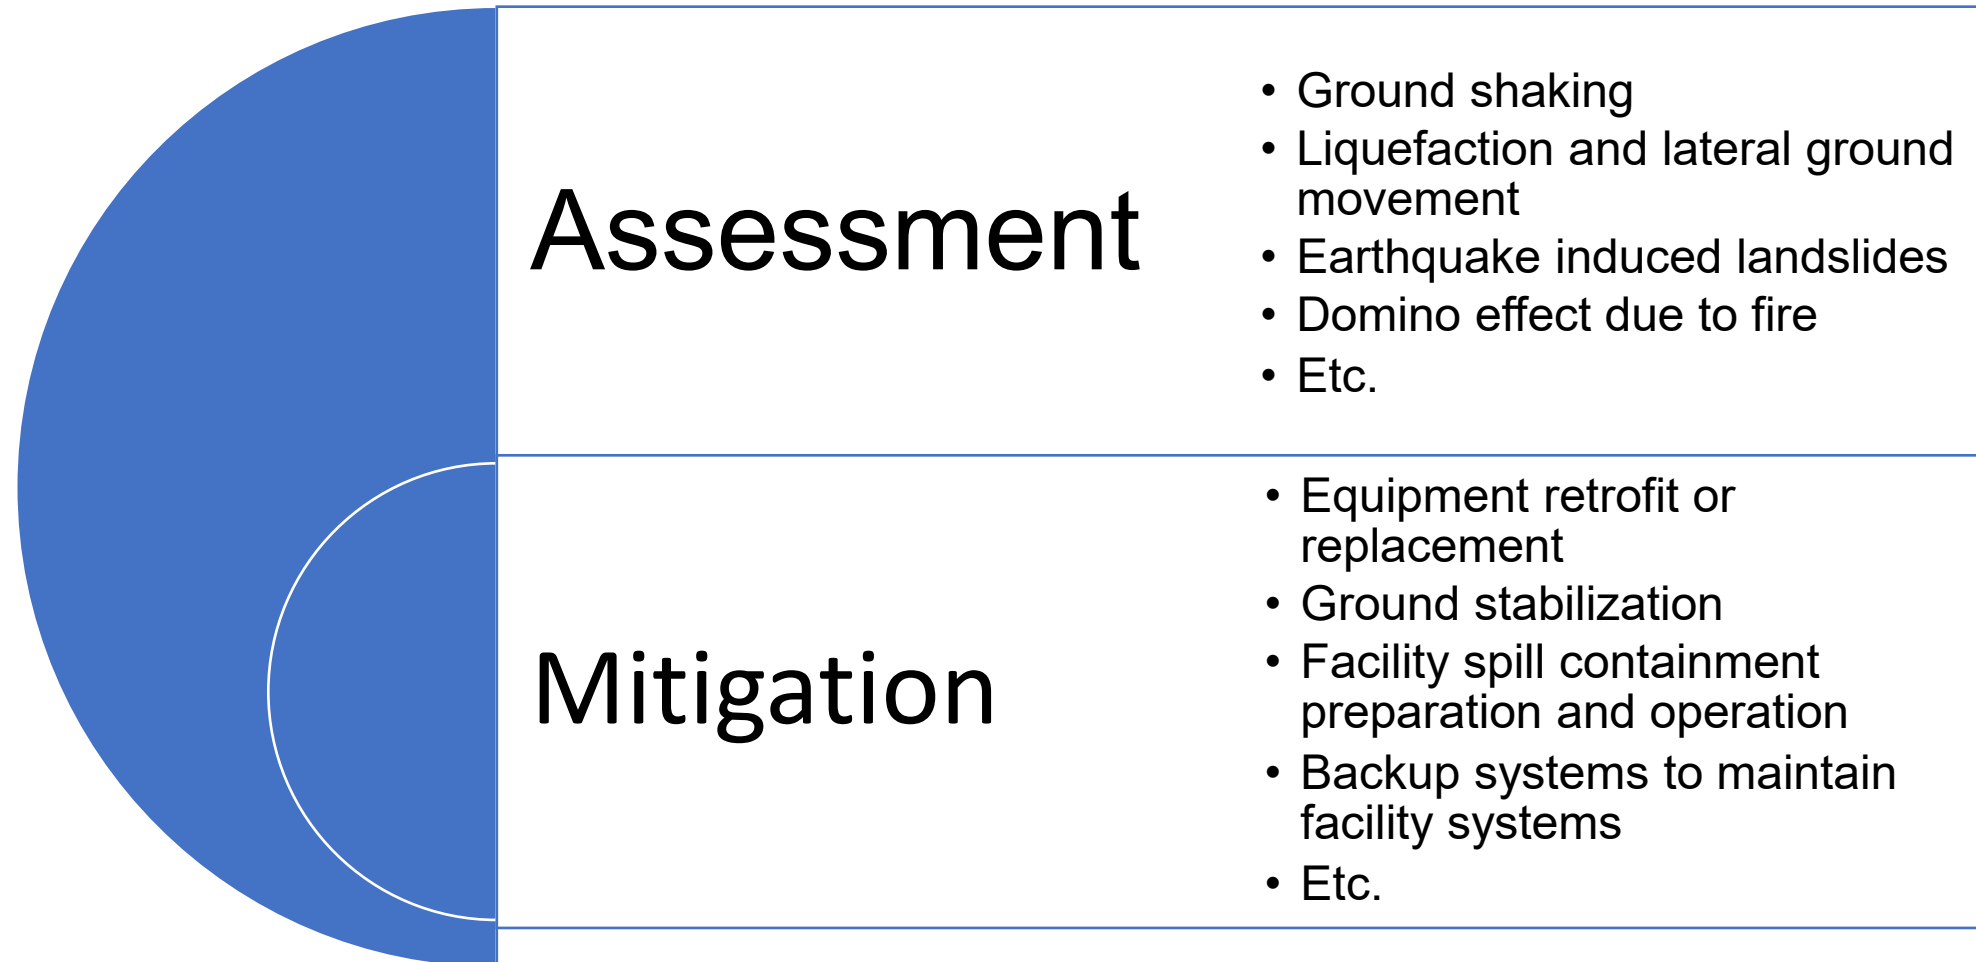 Assessment
• Ground shaking
• Liquefaction and lateral ground
movement
• Earthquake induced landslides
• Domino effect due to fire
• Etc.
Mitigation
• Equipment retrofit or
replacement
• Ground stabilization
• Facility spill containment
preparation and operation
• Backup systems to maintain
facility systems
• Etc.